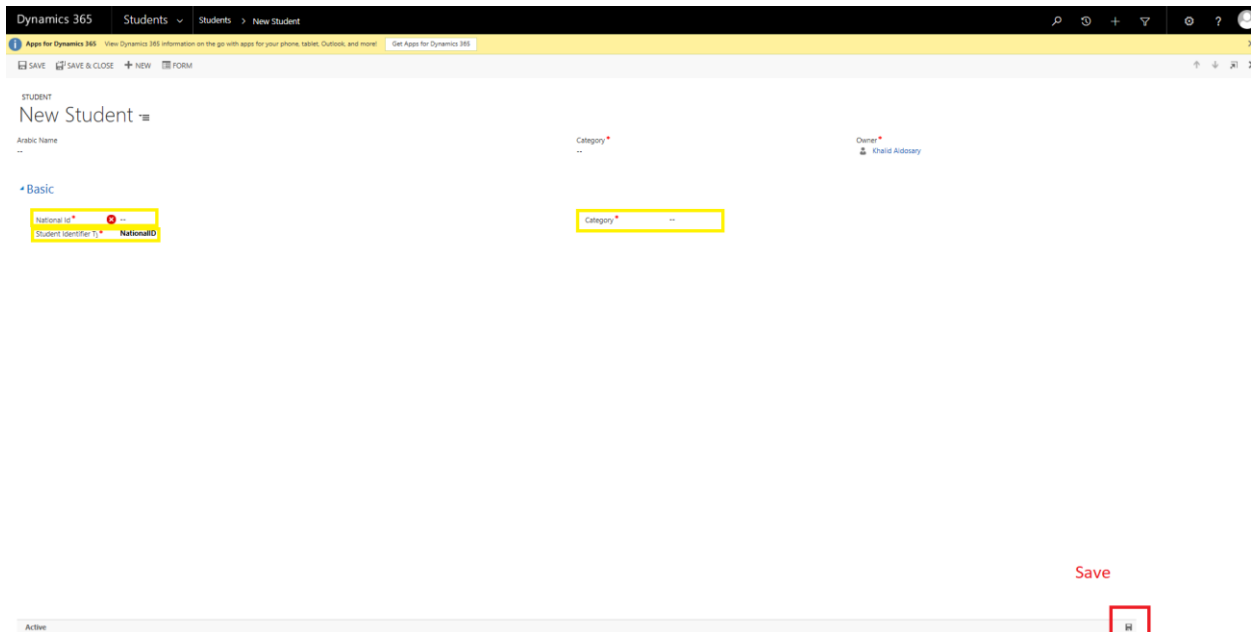 Dynamics 365 Students Students > New Student
Apps for Dynamics 365 View Dynamics 365 information on the go with apps for your phone, tablet, Outlook, and more! Get Apps for Dynamics 365
SAVE SAVE & CLOSE + NEW FORM
STUDENT
New Student
Arabic Name Category * Owner *
-- -- Khalid Aldosary
Basic
National Id * -- Category * --
Student Identifier T * NationalID
Save
Active